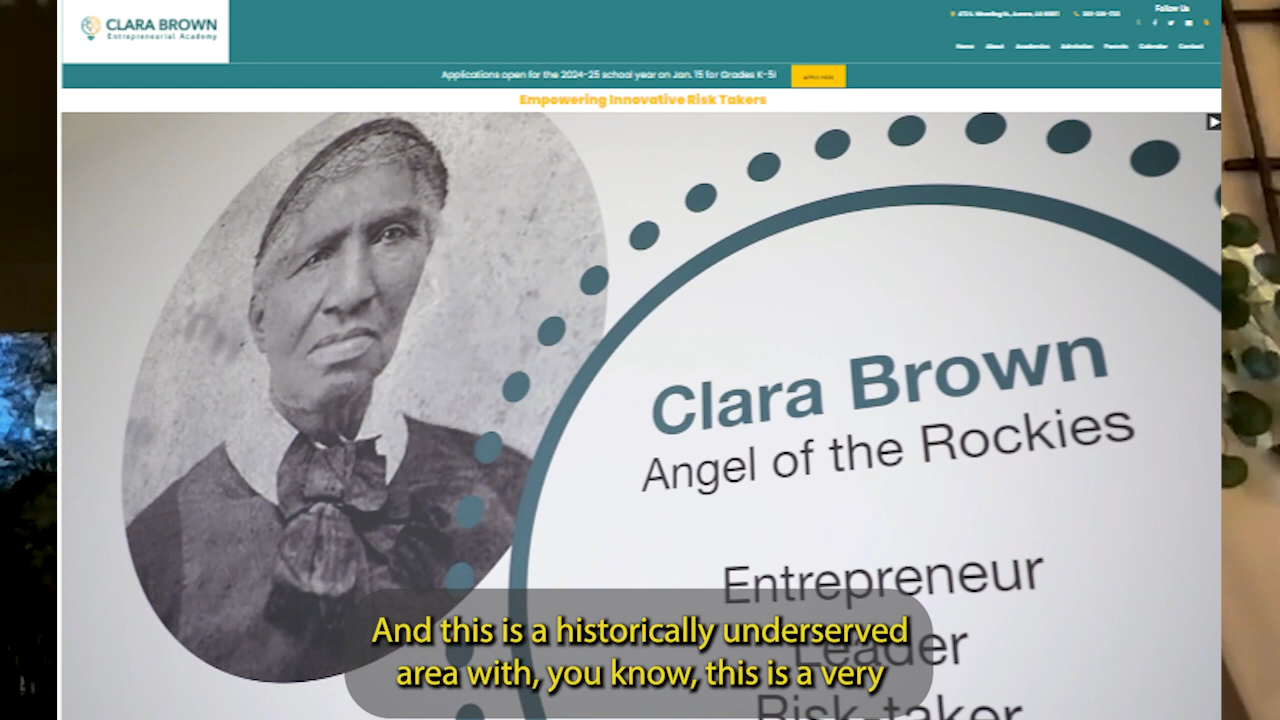 CLARA BROWN
Entrepreneurial Academy
Follow Us
Home About Academics Admission Parents Calendar Contact
Applications open for the 2024-25 school year on Jan. 15 for Grades K-5!
Empowering Innovative Risk Takers
Clara Brown
Angel of the Rockies
Entrepreneur
Leader
Risk-taker
And this is a historically underserved
area with, you know, this is a very